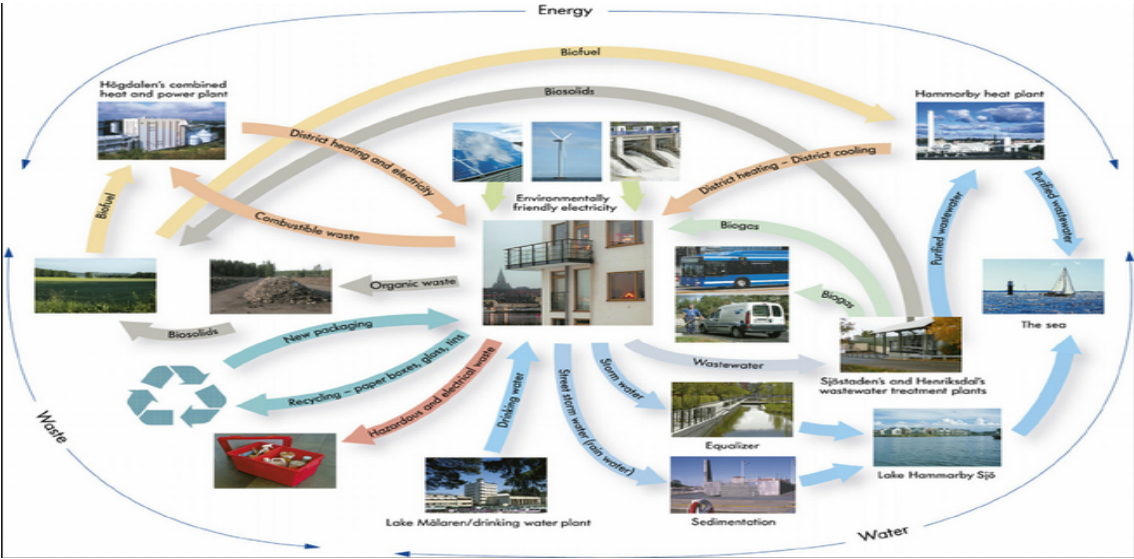 Energy
Biofuel
Biosolids
Högdalen's combined
heat and power plant
Hammarby heat plant
District heating and electricity
District heating – District cooling
Environmentally
friendly electricity
Biofuel
Combustible waste
Purified wastewater
Purified wastewater
Biogas
Biogas
Organic waste
Biosolids
New packaging
The sea
Wastewater
Sjöstaden's and Henriksdal's
wastewater treatment plants
Recycling – paper boxes, glass, tins
Hazardous and electrical waste
Drinking water
Street storm water (rain water)
Storm water
Equalizer
Lake Hammarby Sjö
Waste
Lake Mälaren/drinking water plant
Sedimentation
Water